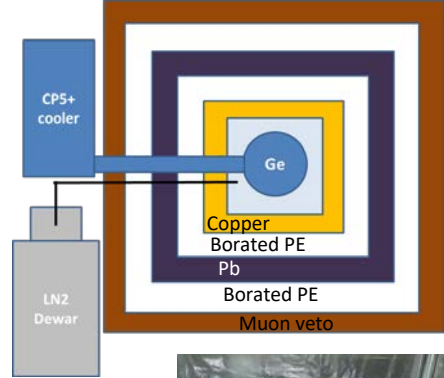 CP5+
cooler
Ge
Copper
Borated PE
Pb
LN2
Dewar
Borated PE
Muon veto